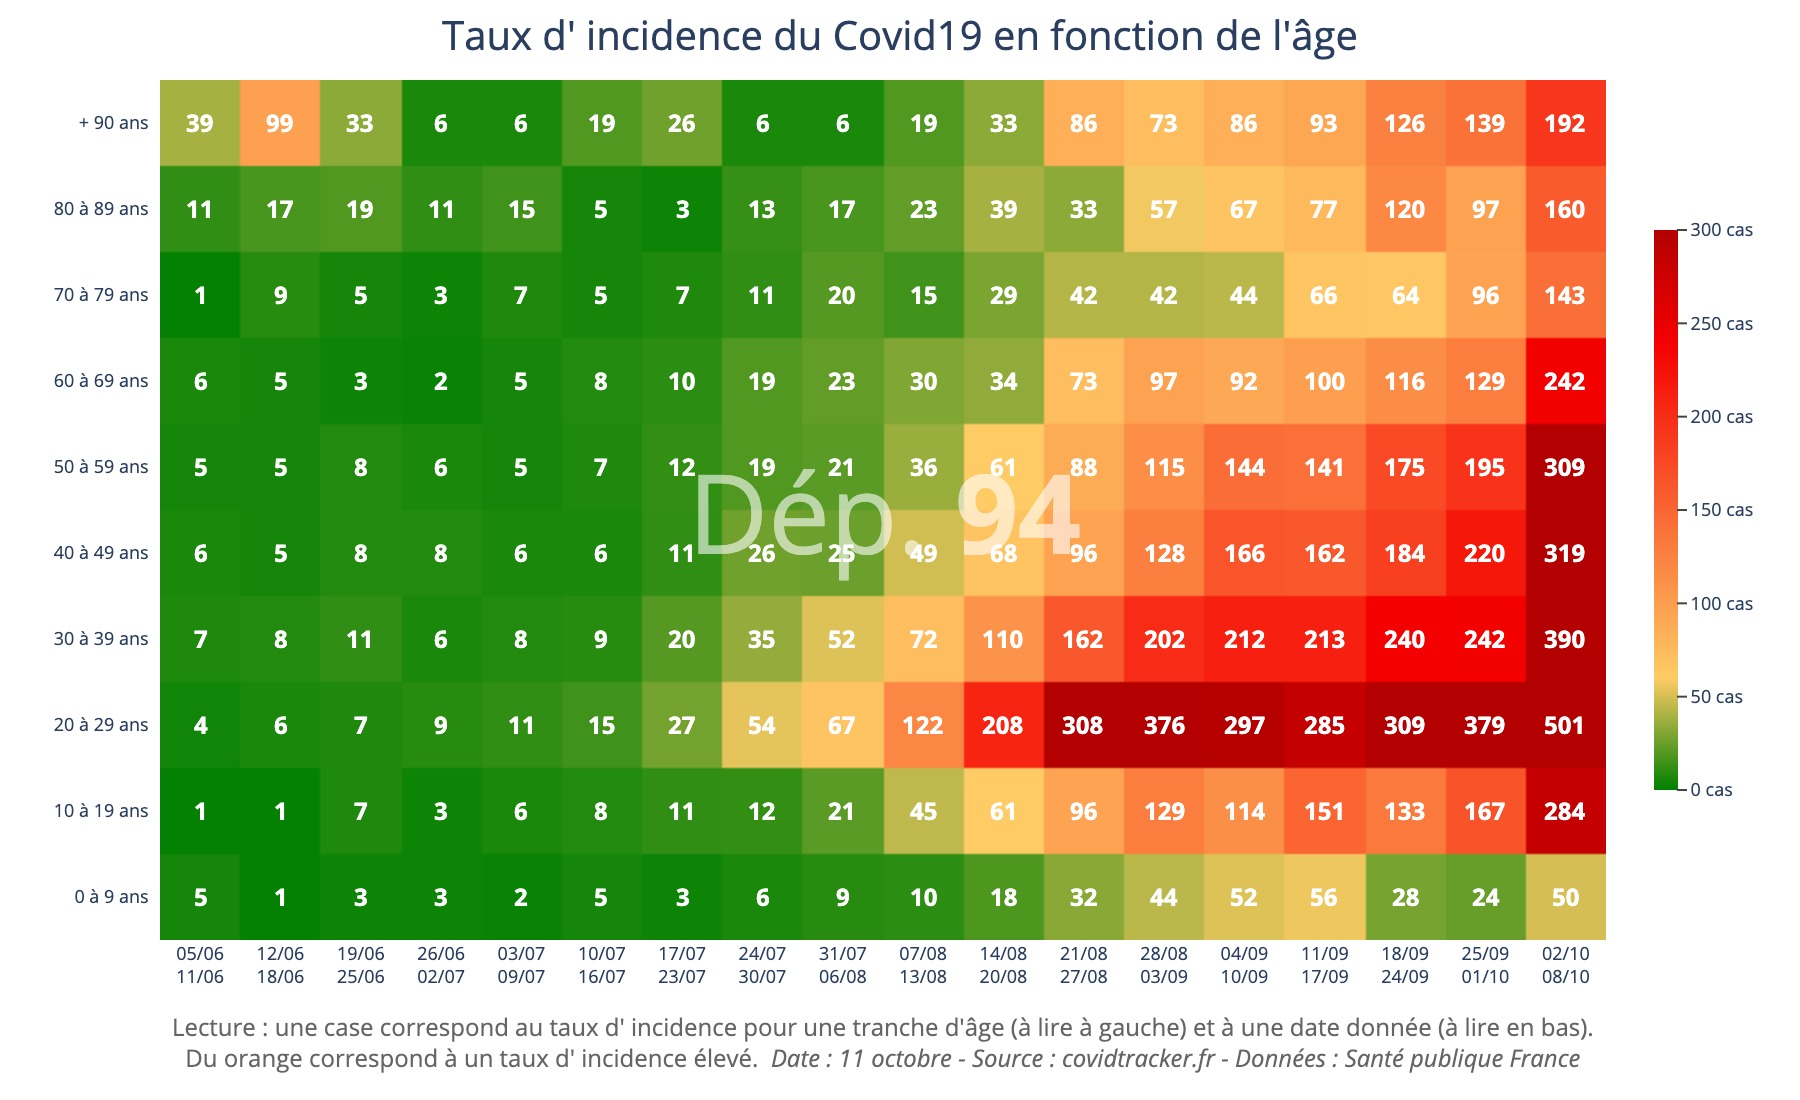 Taux d' incidence du Covid19 en fonction de l'âge
+ 90 ans 39 99 33 6 6 19 26 6 6 19 33 86 73 86 93 126 139 192
80 à 89 ans 11 17 19 11 15 5 3 13 17 23 39 33 57 67 77 120 97 160
70 à 79 ans 1 9 5 3 7 5 7 11 20 15 29 42 42 44 66 64 96 143
60 à 69 ans 6 5 3 2 5 8 10 19 23 30 34 73 97 92 100 116 129 242
50 à 59 ans 5 5 8 6 5 7 12 19 21 36 61 88 115 144 141 175 195 309
Dép. 94
40 à 49 ans 6 5 8 8 6 6 11 26 25 49 68 96 128 166 162 184 220 319
30 à 39 ans 7 8 11 6 8 9 20 35 52 72 110 162 202 212 213 240 242 390
20 à 29 ans 4 6 7 9 11 15 27 54 67 122 208 308 376 297 285 309 379 501
10 à 19 ans 1 1 7 3 6 8 11 12 21 45 61 96 129 114 151 133 167 284
0 à 9 ans 5 1 3 3 2 5 3 6 9 10 18 32 44 52 56 28 24 50
05/06 12/06 19/06 26/06 03/07 10/07 17/07 24/07 31/07 07/08 14/08 21/08 28/08 04/09 11/09 18/09 25/09 02/10
11/06 18/06 25/06 02/07 09/07 16/07 23/07 30/07 06/08 13/08 20/08 27/08 03/09 10/09 17/09 24/09 01/10 08/10
300 cas
250 cas
200 cas
150 cas
100 cas
50 cas
0 cas
Lecture : une case correspond au taux d' incidence pour une tranche d'âge (à lire à gauche) et à une date donnée (à lire en bas).
Du orange correspond à un taux d' incidence élevé. Date : 11 octobre - Source : covidtracker.fr - Données : Santé publique France